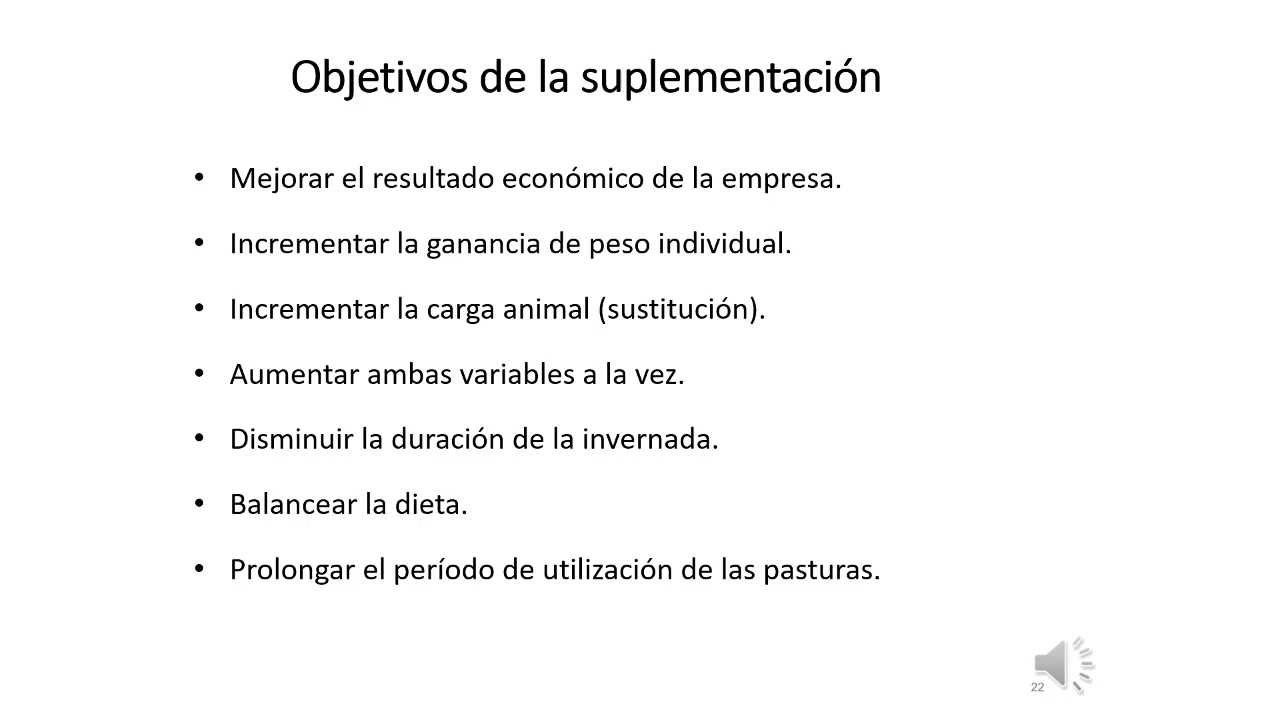 Objetivos de la suplementación
• Mejorar el resultado económico de la empresa.
• Incrementar la ganancia de peso individual.
• Incrementar la carga animal (sustitución).
• Aumentar ambas variables a la vez.
• Disminuir la duración de la invernada.
• Balancear la dieta.
• Prolongar el período de utilización de las pasturas.
22